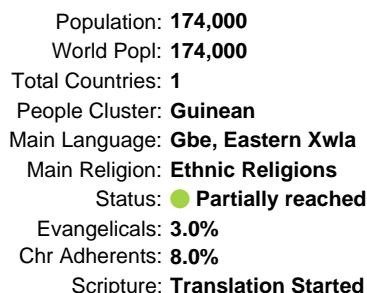 Population: 174,000
World Popl: 174,000
Total Countries: 1
People Cluster: Guinean
Main Language: Gbe, Eastern Xwla
Main Religion: Ethnic Religions
Status: Partially reached
Evangelicals: 3.0%
Chr Adherents: 8.0%
Scripture: Translation Started